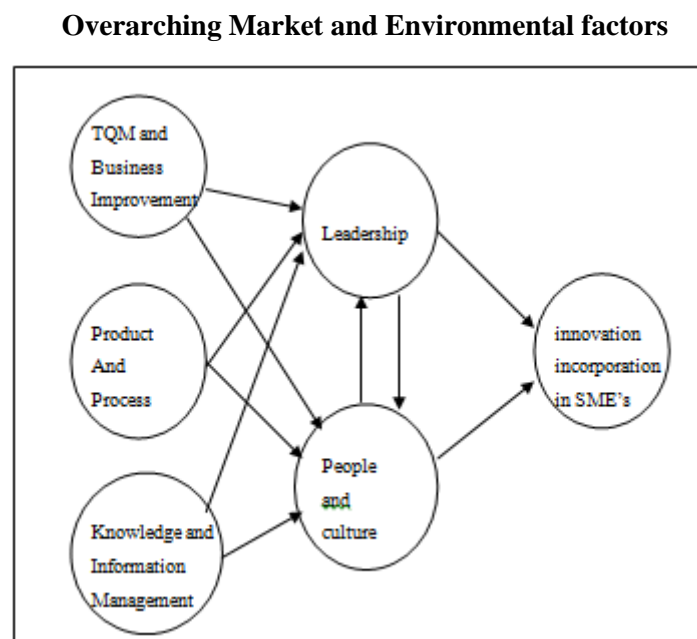 Overarching Market and Environmental factors
TQM and
Business
Improvement
Leadership
Product
And
Process
innovation
incorporation
in SME's
People
and
culture
Knowledge and
Information
Management